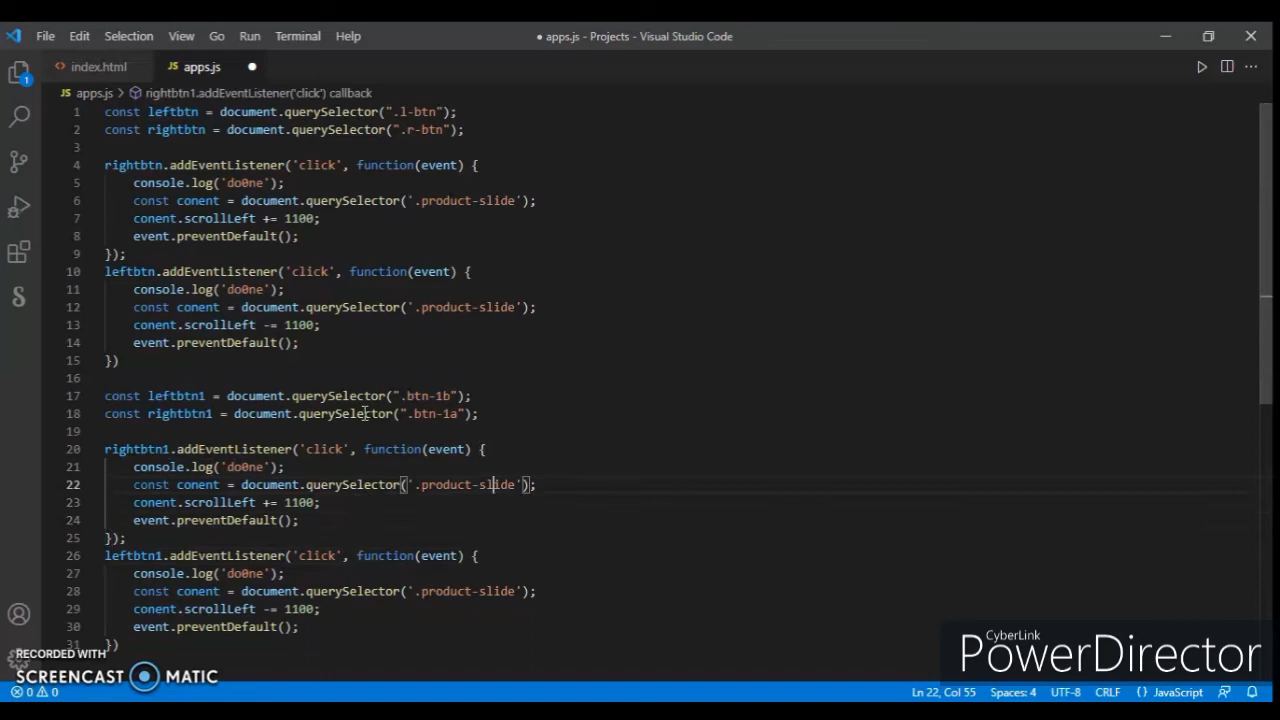 File Edit Selection View Go Run Terminal Help ● apps.js - Projects - Visual Studio Code
1 <> index.html JS apps.js ●
JS apps.js > rightbtn1.addEventListener('click') callback
1 const leftbtn = document.querySelector(".l-btn");
2 const rightbtn = document.querySelector(".r-btn");
3
4 rightbtn.addEventListener('click', function(event) {
5 console.log('do0ne');
6 const conent = document.querySelector('.product-slide');
7 conent.scrollLeft += 1100;
8 event.preventDefault();
9 });
10 leftbtn.addEventListener('click', function(event) {
11 console.log('do0ne');
12 const conent = document.querySelector('.product-slide');
13 conent.scrollLeft -= 1100;
14 event.preventDefault();
15 })
16
17 const leftbtn1 = document.querySelector(".btn-1b");
18 const rightbtn1 = document.querySelector(".btn-1a");
19
20 rightbtn1.addEventListener('click', function(event) {
21 console.log('do0ne');
22 const conent = document.querySelector('.product-slide');
23 conent.scrollLeft += 1100;
24 event.preventDefault();
25 });
26 leftbtn1.addEventListener('click', function(event) {
27 console.log('do0ne');
28 const conent = document.querySelector('.product-slide');
29 conent.scrollLeft -= 1100;
30 event.preventDefault();
31 })
RECORDED WITH
SCREENCAST MATIC
CyberLink
PowerDirector
0 0 Ln 22, Col 55 Spaces: 4 UTF-8 CRLF {} JavaScript